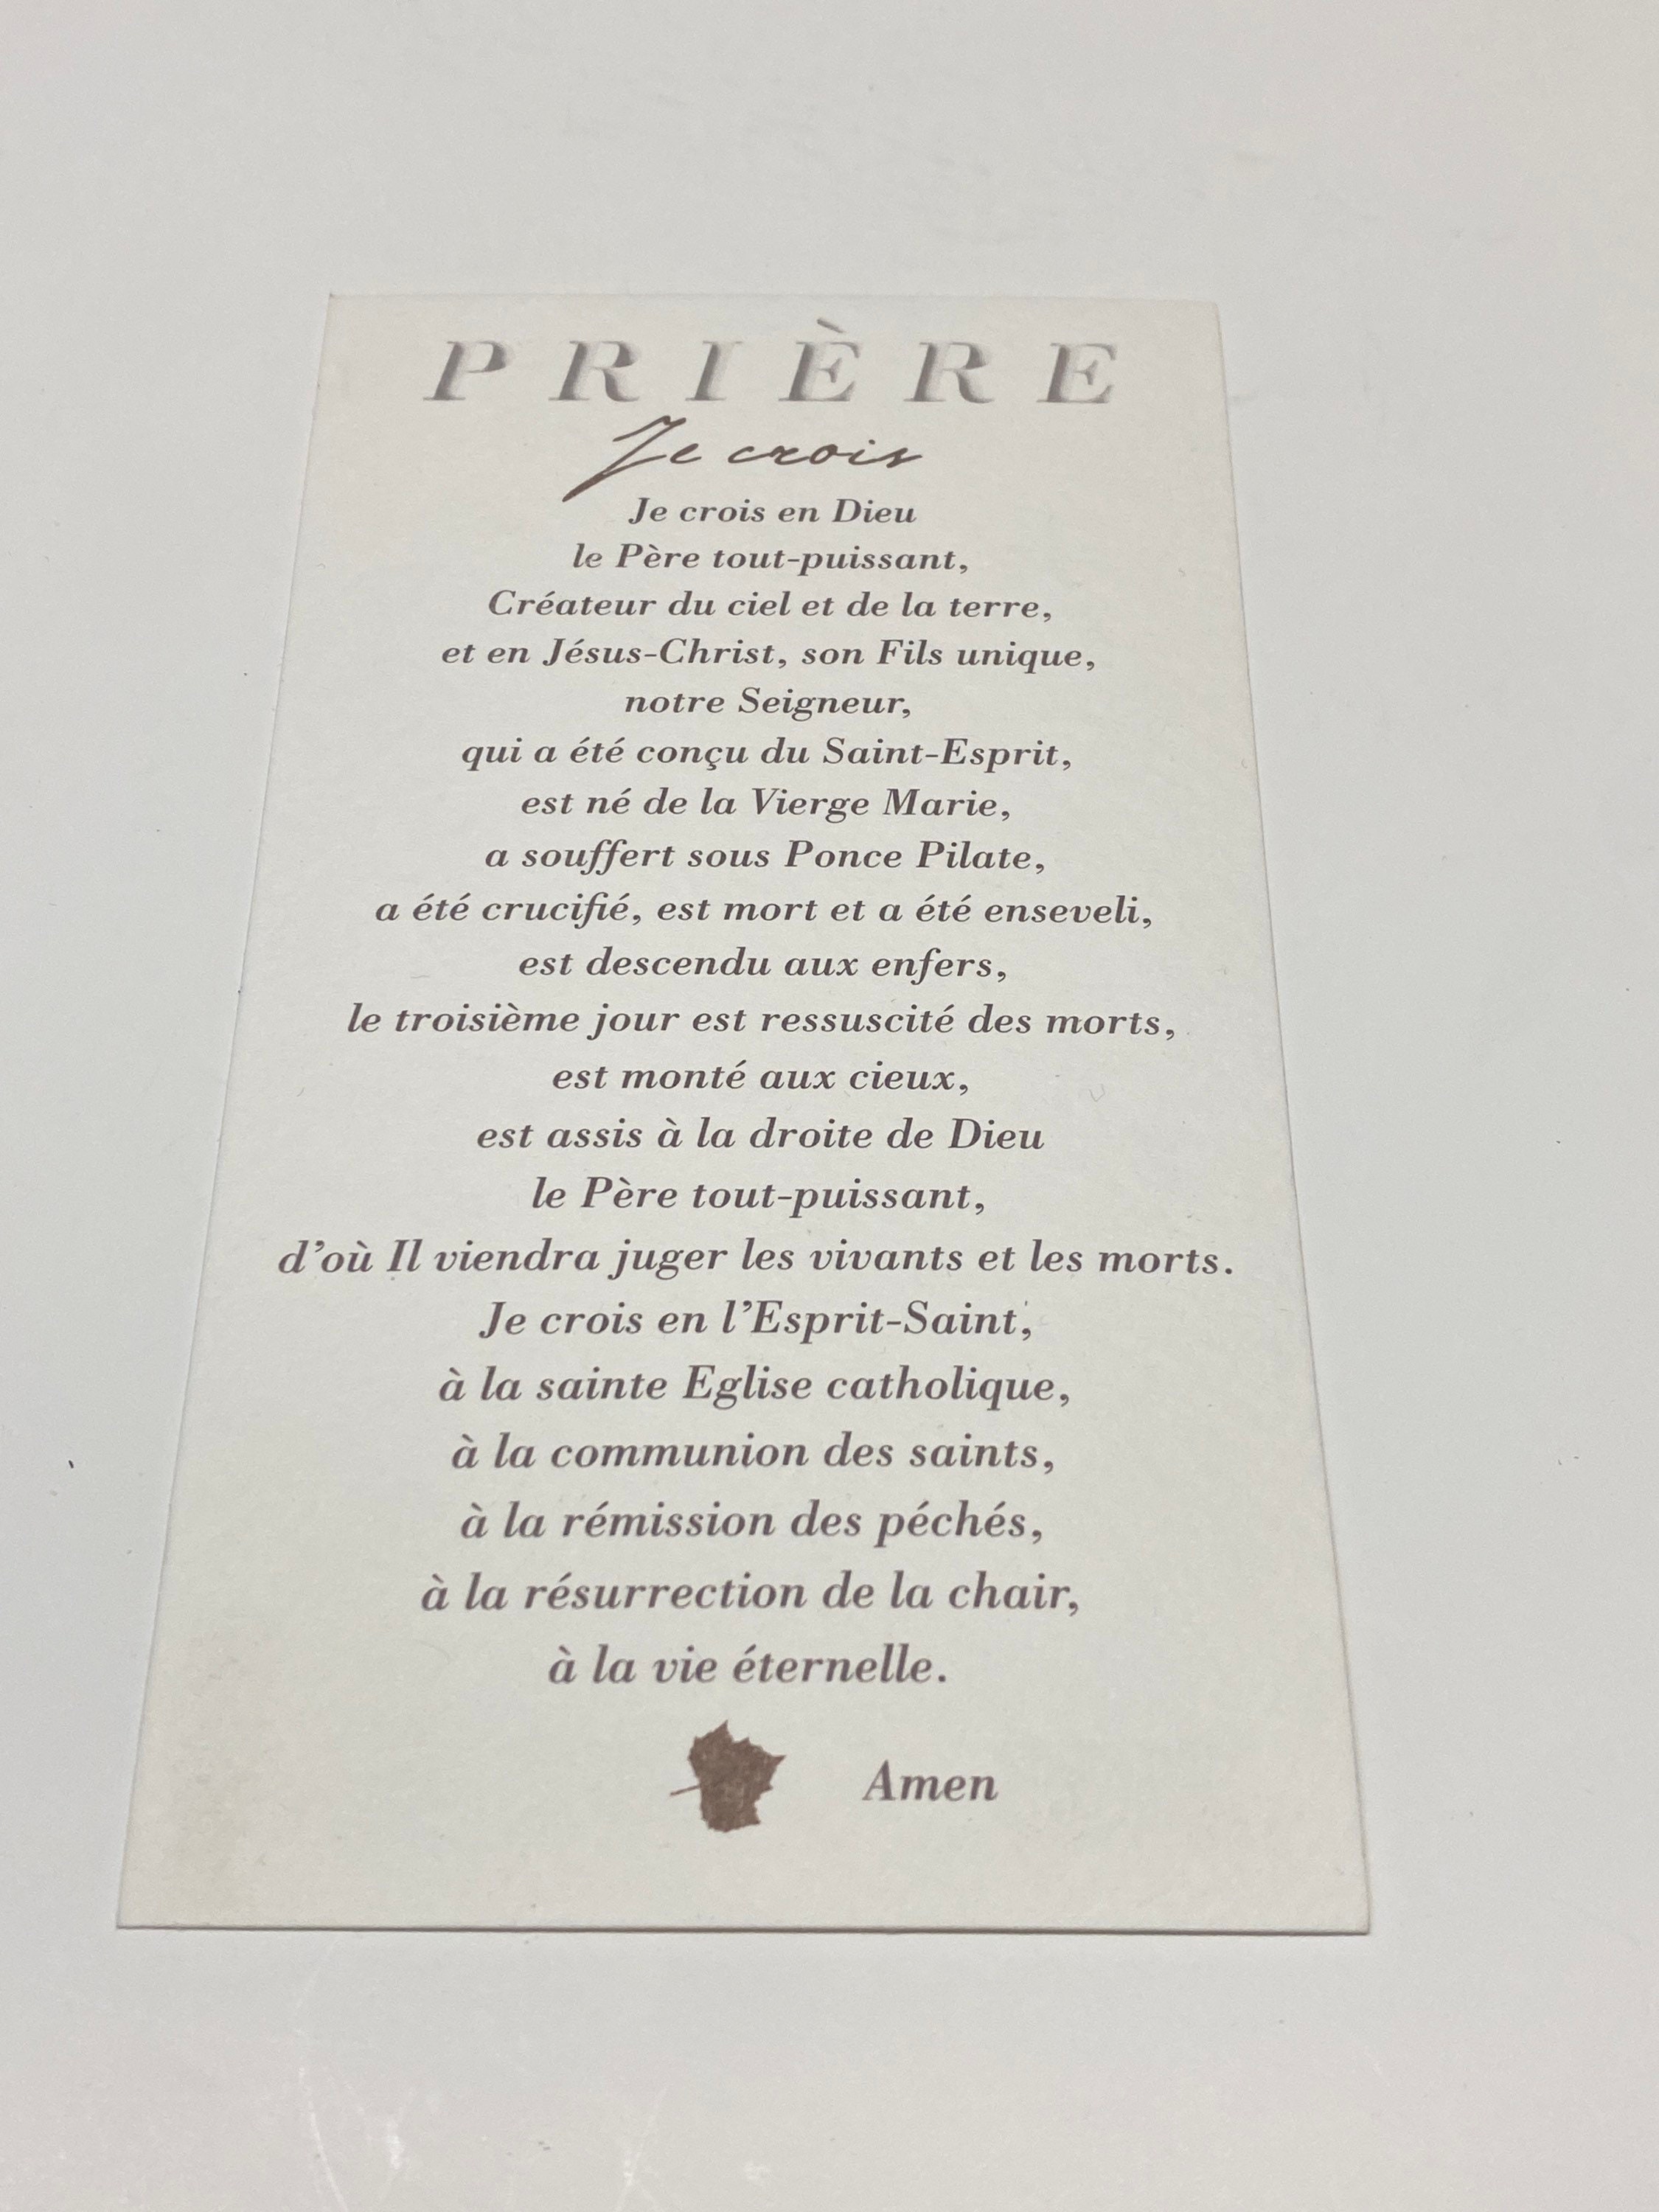 PRIÈRE
Je crois
Je crois en Dieu
le Père tout-puissant,
Créateur du ciel et de la terre,
et en Jésus-Christ, son Fils unique,
notre Seigneur,
qui a été conçu du Saint-Esprit,
est né de la Vierge Marie,
a souffert sous Ponce Pilate,
a été crucifié, est mort et a été enseveli,
est descendu aux enfers,
le troisième jour est ressuscité des morts,
est monté aux cieux,
est assis à la droite de Dieu
le Père tout-puissant,
d'où Il viendra juger les vivants et les morts.
Je crois en l'Esprit-Saint,
à la sainte Eglise catholique,
à la communion des saints,
à la rémission des péchés,
à la résurrection de la chair,
à la vie éternelle.
Amen